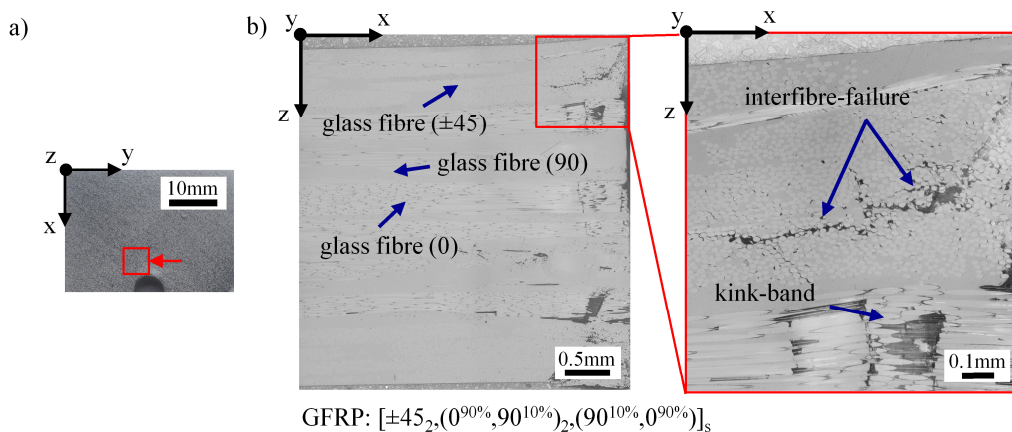 a)
z
y
x
10mm
b)
y
x
z
glass fibre (±45)
glass fibre (90)
glass fibre (0)
0.5mm
y
x
z
interfibre-failure
kink-band
0.1mm
GFRP: [±45₂,(0⁹⁰%,90¹⁰%)₂,(90¹⁰%,0⁹⁰%)]ₛ